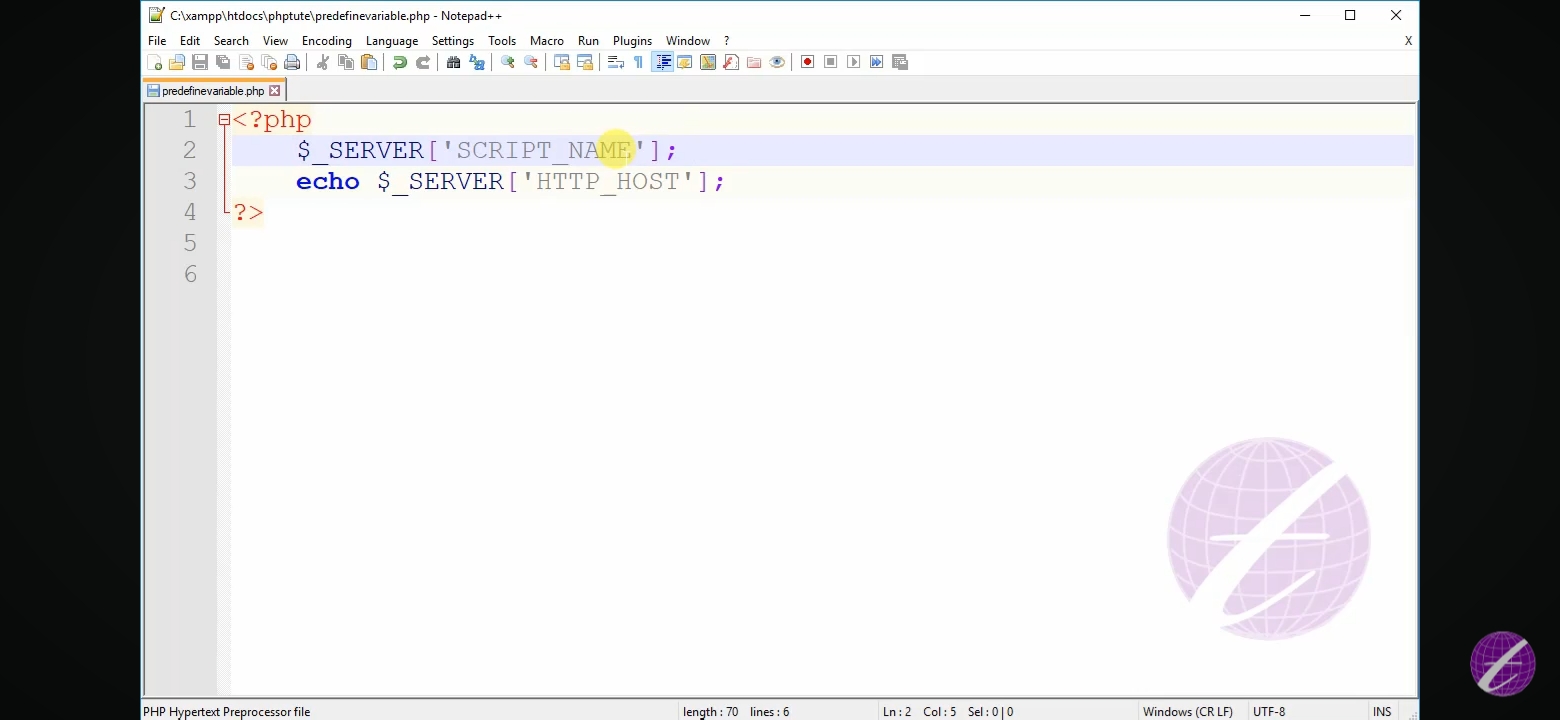 C:\xampp\htdocs\phptute\predefinevariable.php - Notepad++
File Edit Search View Encoding Language Settings Tools Macro Run Plugins Window ? X
predefinevariable.php
1 <?php
2 $_SERVER['SCRIPT_NAME'];
3 echo $_SERVER['HTTP_HOST'];
4 ?>
5
6
PHP Hypertext Preprocessor file length : 70 lines : 6 Ln : 2 Col : 5 Sel : 0 | 0 Windows (CR LF) UTF-8 INS